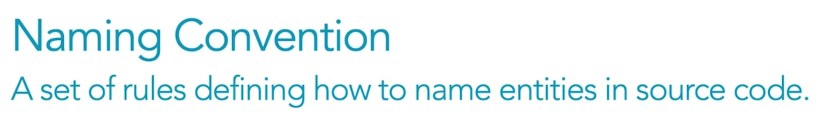 Naming Convention
A set of rules defining how to name entities in source code.